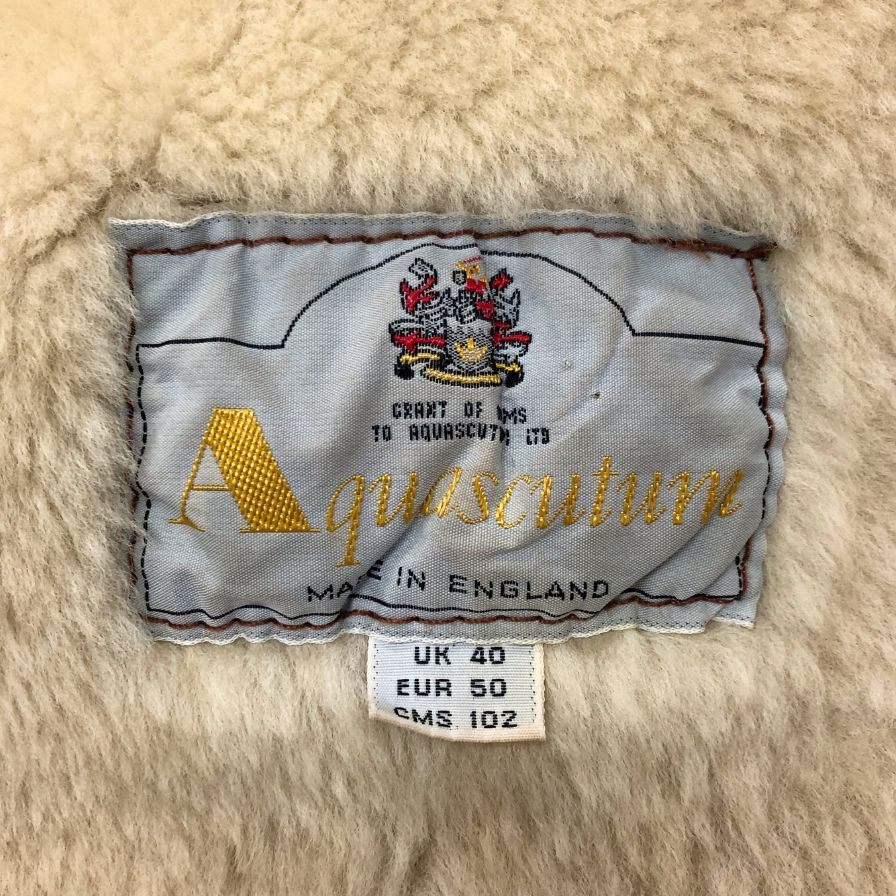 GRANT OF ARMS
TO AQUASCUTUM LTD
Aquascutum
MADE IN ENGLAND
UK 40
EUR 50
CMS 102